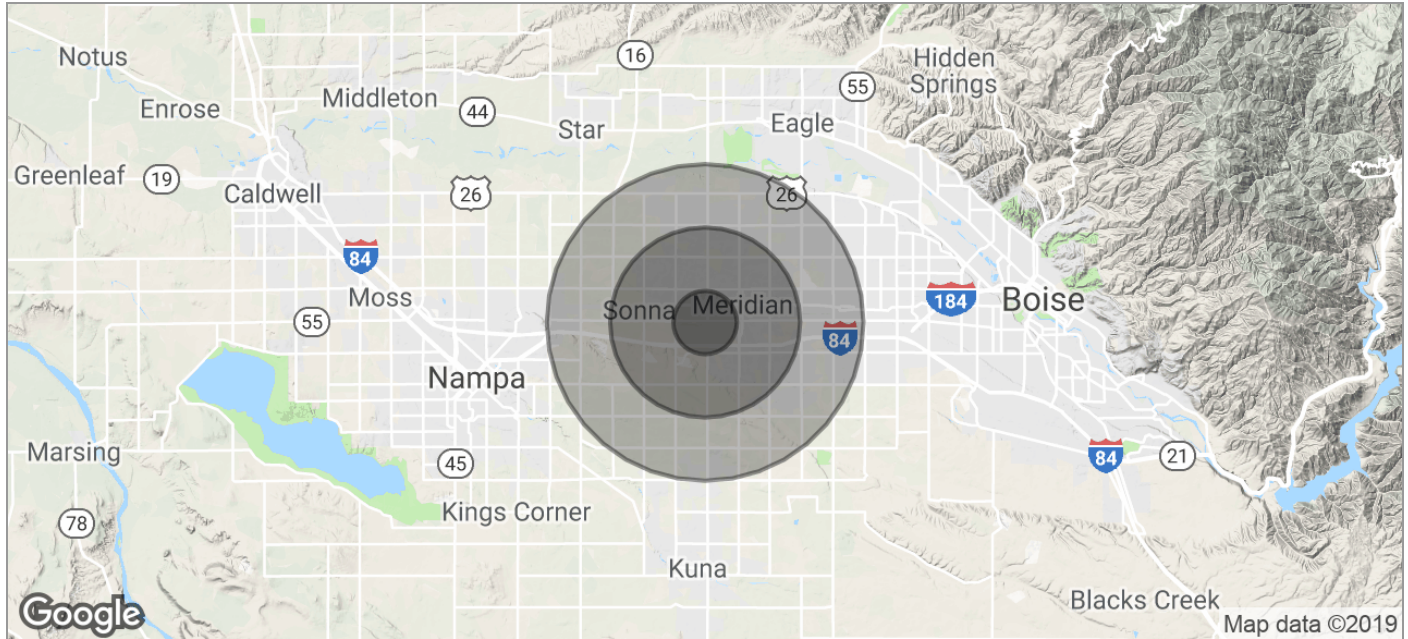 Notus
16
Hidden
Springs
55
Middleton
Enrose
44
Star
Eagle
Greenleaf
19
Caldwell
26
26
84
Moss
55
Sonna
Meridian
184
Boise
84
Nampa
Marsing
45
84
21
78
Kings Corner
Kuna
Blacks Creek
Google
Map data ©2019